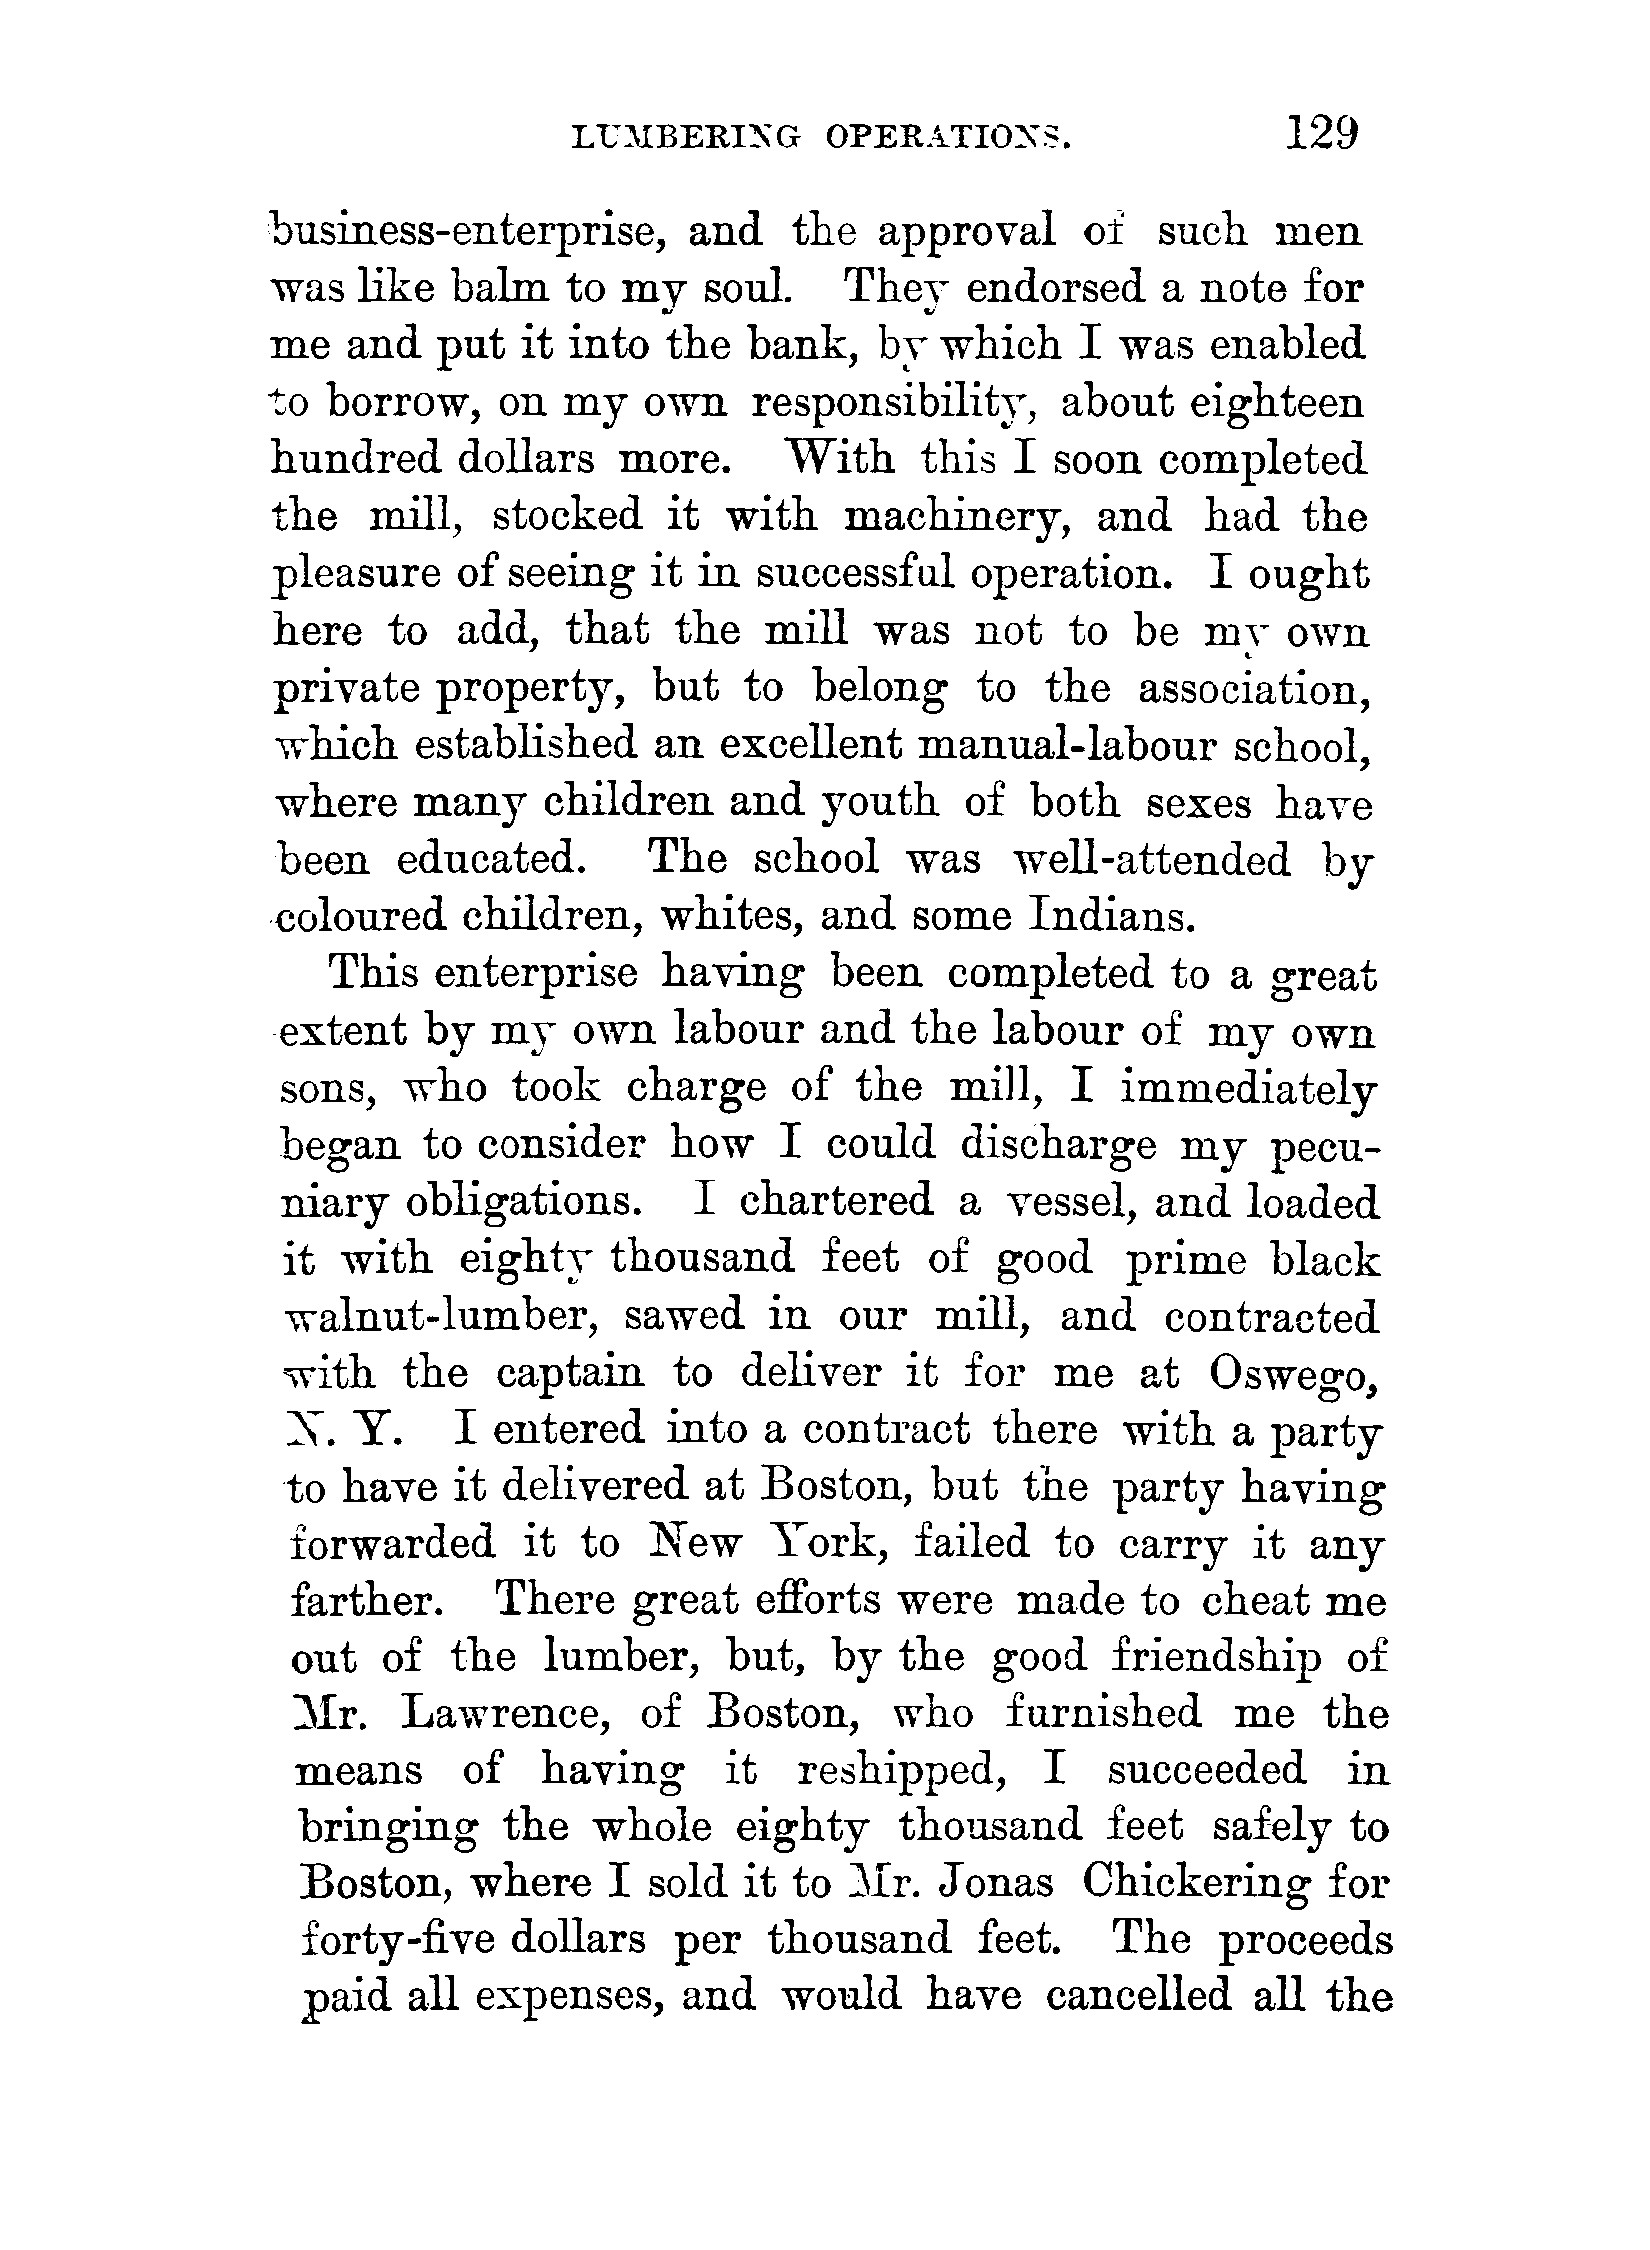 LUMBERING OPERATIONS. 129
business-enterprise, and the approval of such men
was like balm to my soul. They endorsed a note for
me and put it into the bank, by which I was enabled
to borrow, on my own responsibility, about eighteen
hundred dollars more. With this I soon completed
the mill, stocked it with machinery, and had the
pleasure of seeing it in successful operation. I ought
here to add, that the mill was not to be my own
private property, but to belong to the association,
which established an excellent manual-labour school,
where many children and youth of both sexes have
been educated. The school was well-attended by
coloured children, whites, and some Indians.
This enterprise having been completed to a great
extent by my own labour and the labour of my own
sons, who took charge of the mill, I immediately
began to consider how I could discharge my pecu-
niary obligations. I chartered a vessel, and loaded
it with eighty thousand feet of good prime black
walnut-lumber, sawed in our mill, and contracted
with the captain to deliver it for me at Oswego,
N. Y. I entered into a contract there with a party
to have it delivered at Boston, but the party having
forwarded it to New York, failed to carry it any
farther. There great efforts were made to cheat me
out of the lumber, but, by the good friendship of
Mr. Lawrence, of Boston, who furnished me the
means of having it reshipped, I succeeded in
bringing the whole eighty thousand feet safely to
Boston, where I sold it to Mr. Jonas Chickering for
forty-five dollars per thousand feet. The proceeds
paid all expenses, and would have cancelled all the